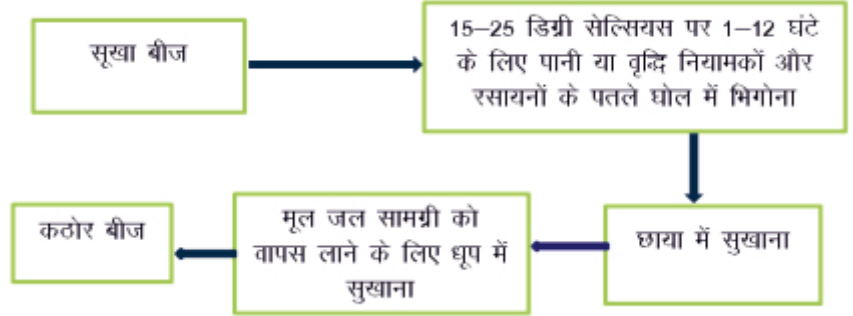 सूखा बीज
15–25 डिग्री सेल्सियस पर 1–12 घंटे
के लिए पानी या वृद्धि नियामकों और
रसायनों के पतले घोल में भिगोना
छाया में सुखाना
मूल जल सामग्री को
वापस लाने के लिए धूप में
सुखाना
कठोर बीज